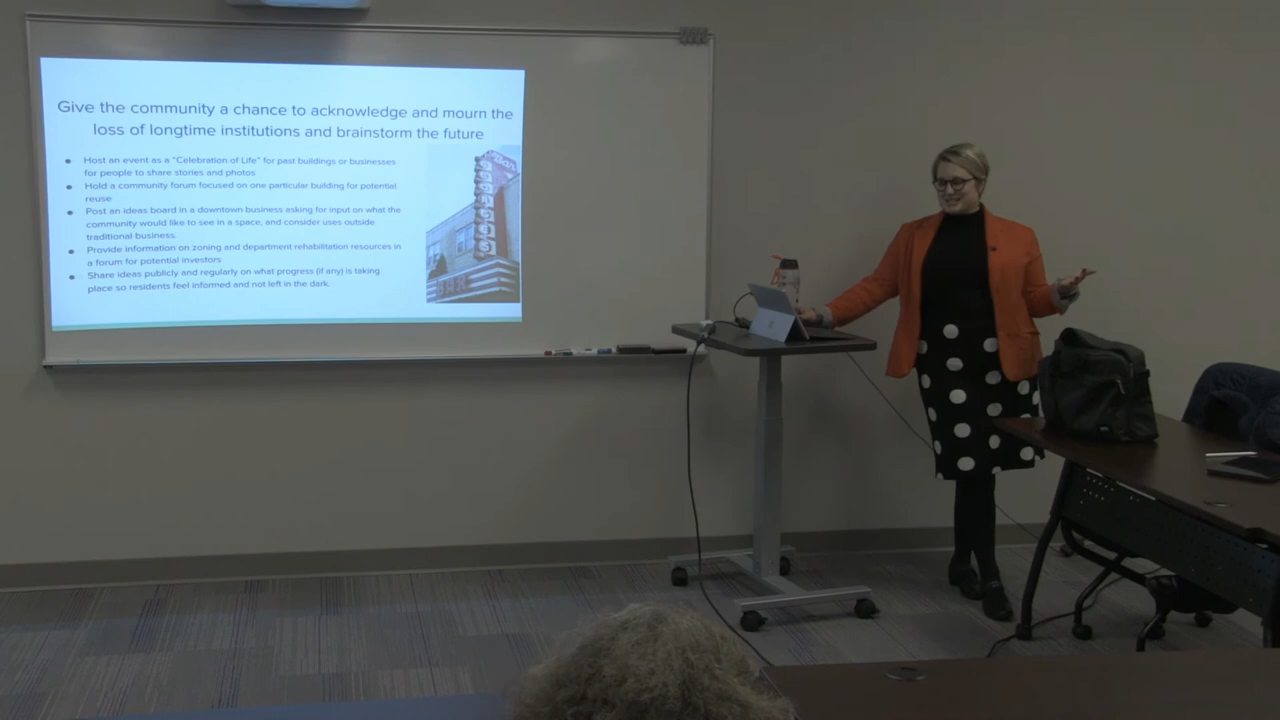 Give the community a chance to acknowledge and mourn the
loss of longtime institutions and brainstorm the future
● Host an event as a "Celebration of Life" for past buildings or businesses
for people to share stories and photos
● Hold a community forum focused on one particular building for potential
reuse
● Post an ideas board in a downtown business asking for input on what the
community would like to see in a space, and consider uses outside
traditional business.
● Provide information on zoning and department rehabilitation resources in
a forum for potential investors
● Share ideas publicly and regularly on what progress (if any) is taking
place so residents feel informed and not left in the dark.